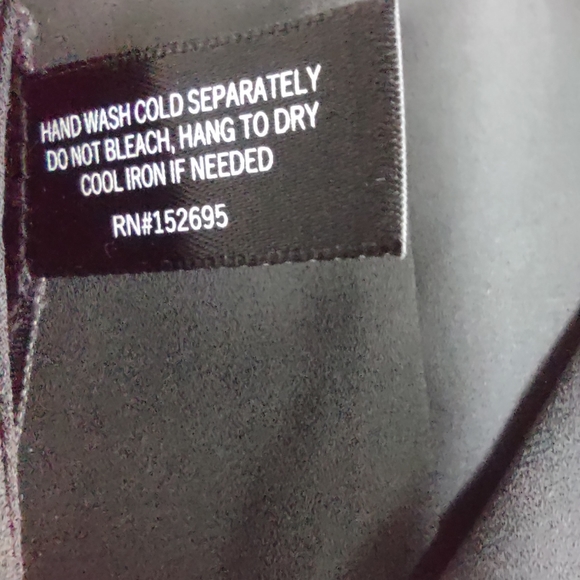 HAND WASH COLD SEPARATELY
DO NOT BLEACH, HANG TO DRY
COOL IRON IF NEEDED
RN#152695